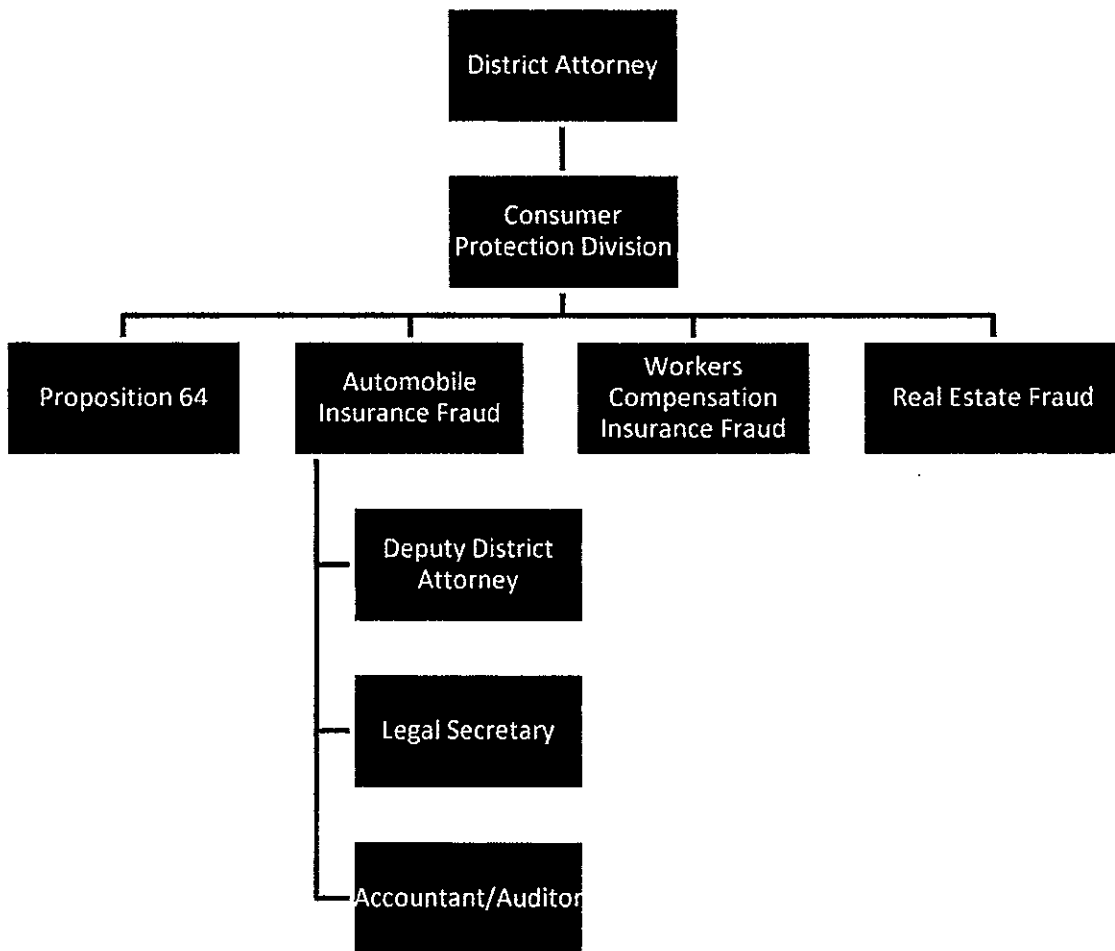 District Attorney
Consumer
Protection Division
Proposition 64
Automobile
Insurance Fraud
Workers
Compensation
Insurance Fraud
Real Estate Fraud
Deputy District
Attorney
Legal Secretary
Accountant/Auditor